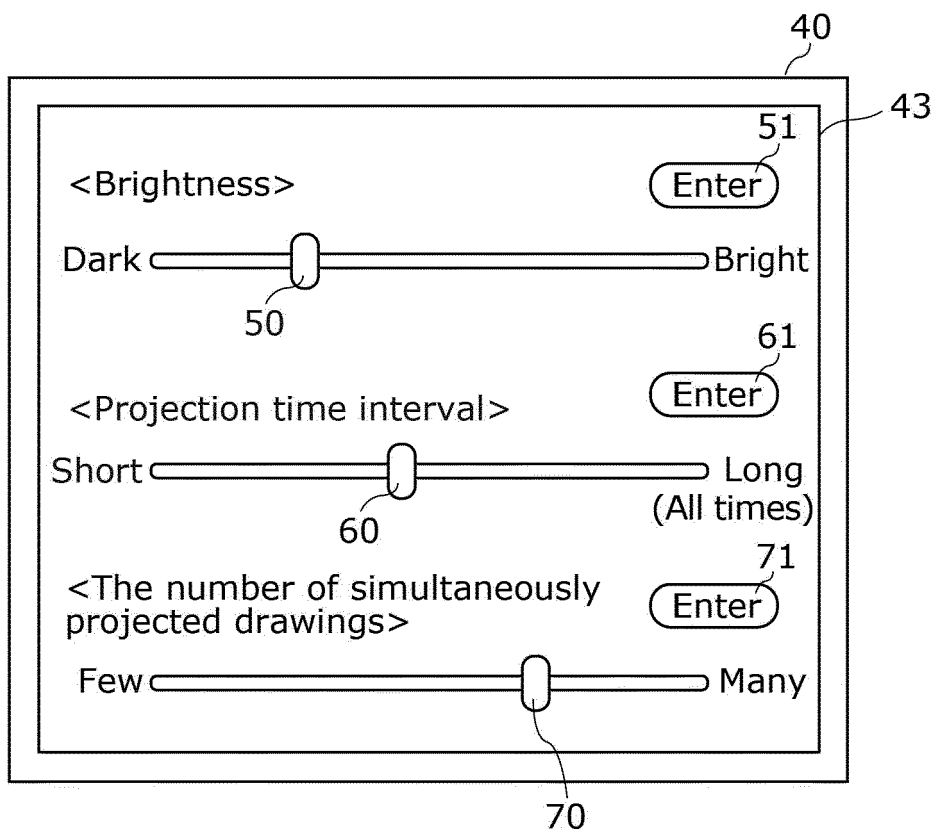 40
43
51
<Brightness>
Enter
Dark
Bright
50
61
<Projection time interval>
Enter
Short
Long
(All times)
60
71
<The number of simultaneously
projected drawings>
Enter
Few
Many
70